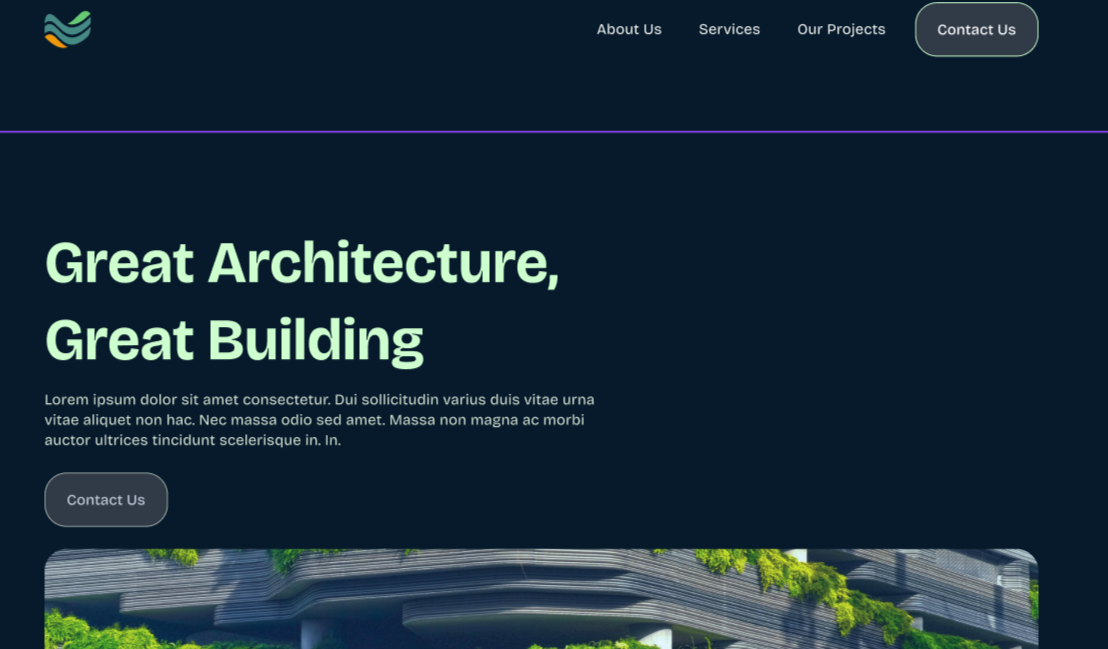 About Us
Services
Our Projects
Contact Us
Great Architecture,
Great Building
Lorem ipsum dolor sit amet consectetur. Dui sollicitudin varius duis vitae urna
vitae aliquet non hac. Nec massa odio sed amet. Massa non magna ac morbi
auctor ultrices tincidunt scelerisque in. In.
Contact Us